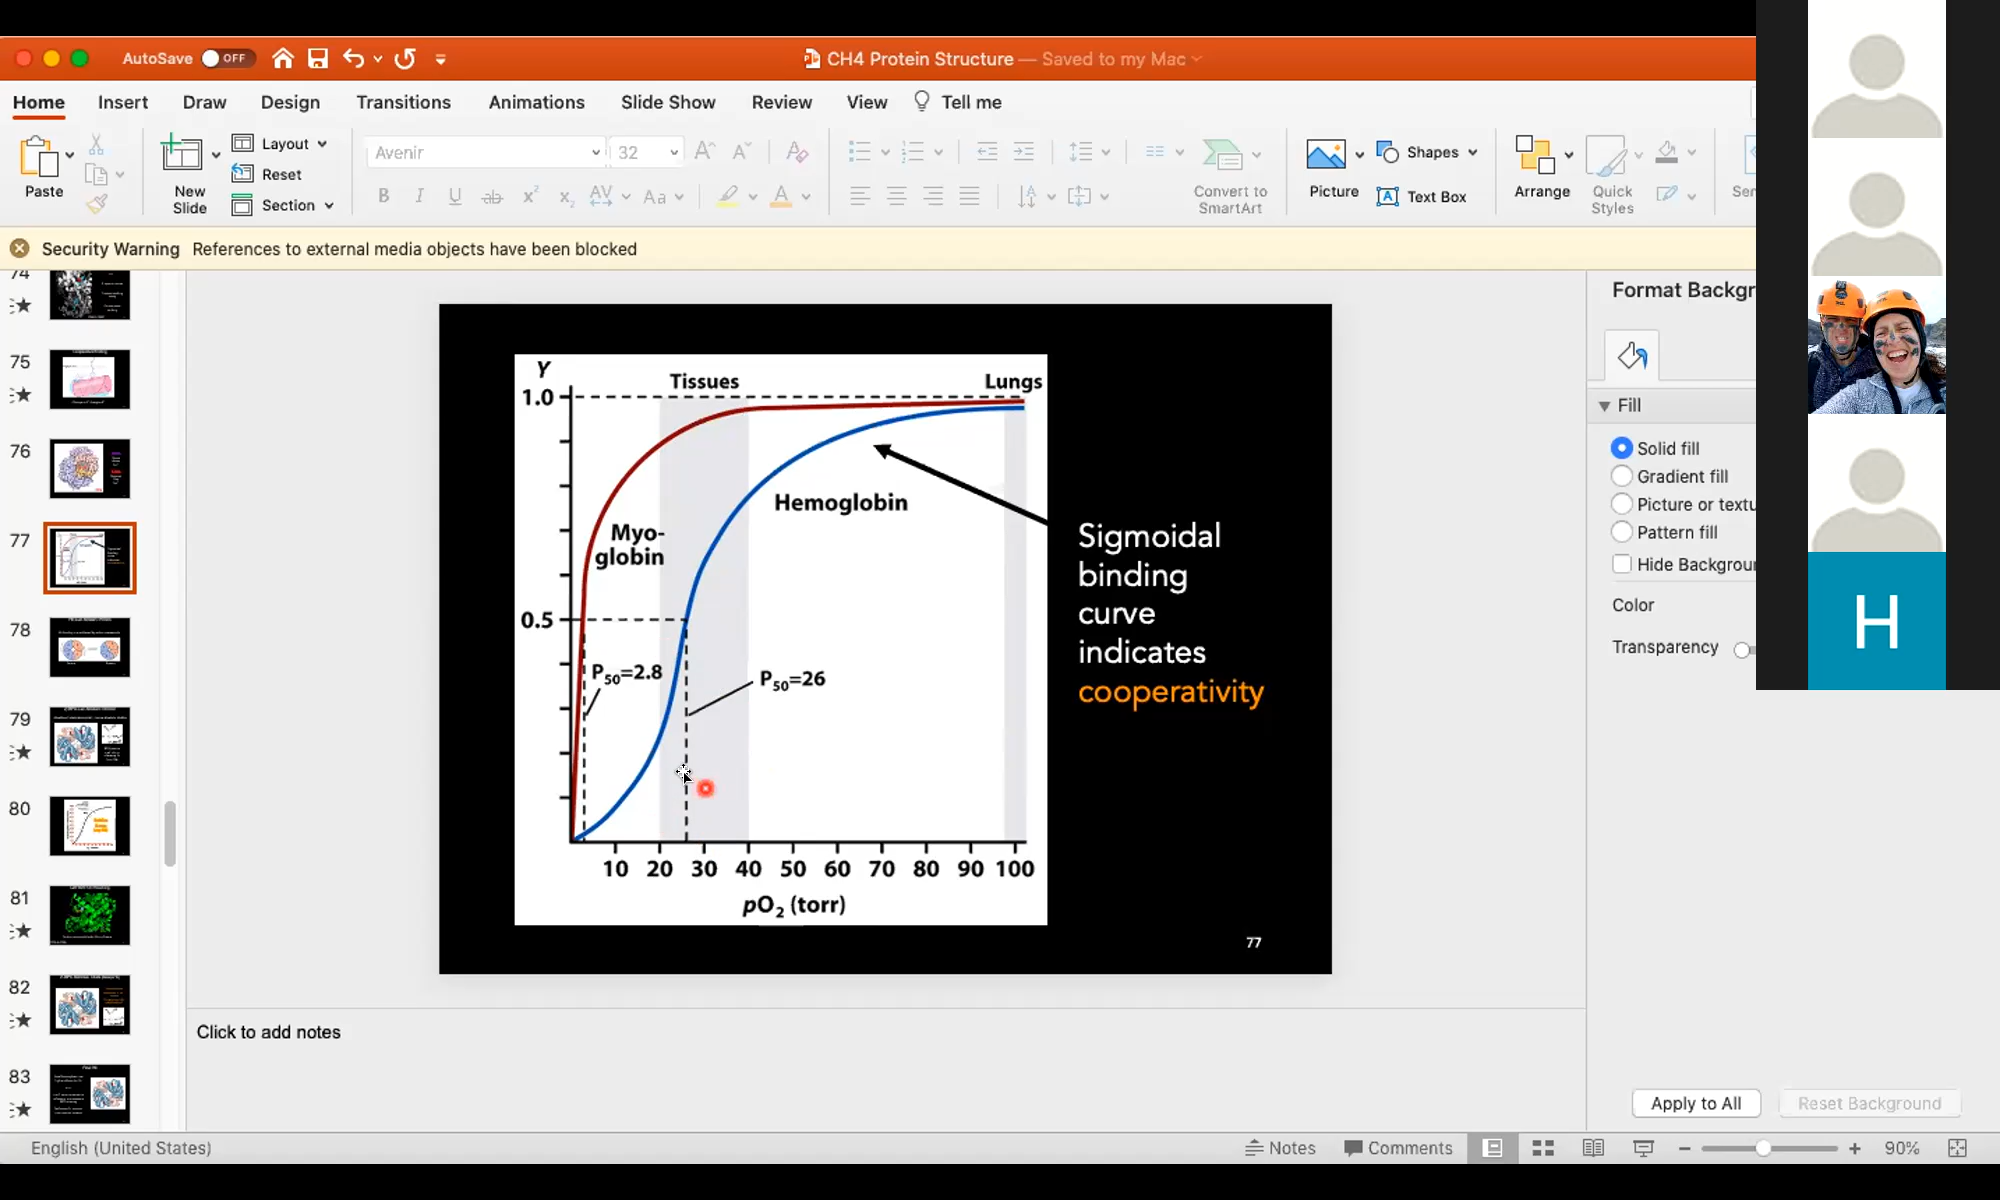 AutoSave OFF
CH4 Protein Structure — Saved to my Mac
Home Insert Draw Design Transitions Animations Slide Show Review View Tell me
Paste
New
Slide
Layout
Reset
Section
Avenir
32
Convert to
SmartArt
Picture
Shapes
Text Box
Arrange
Quick
Styles
Security Warning References to external media objects have been blocked
74
75
76
77
78
79
80
81
82
83
Y
Tissues
Lungs
1.0
Myo-
globin
Hemoglobin
0.5
P50=2.8
P50=26
10 20 30 40 50 60 70 80 90 100
pO2 (torr)
Sigmoidal
binding
curve
indicates
cooperativity
77
Click to add notes
Format Backgr
Fill
Solid fill
Gradient fill
Picture or textu
Pattern fill
Hide Backgrou
Color
Transparency
Apply to All
Reset Background
H
English (United States)
Notes
Comments
90%